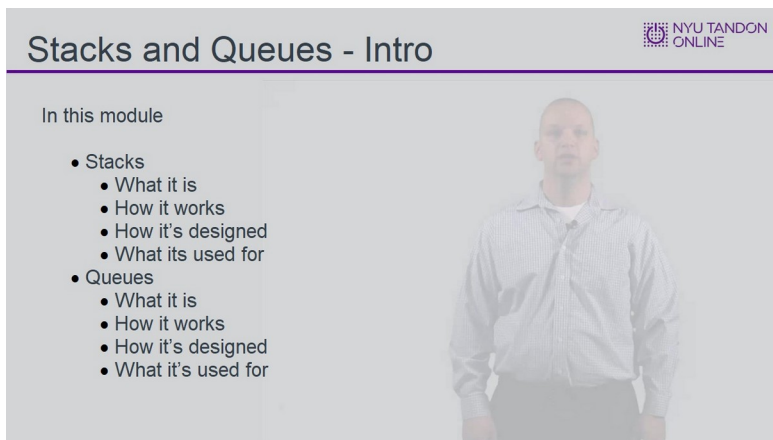 Stacks and Queues - Intro
NYU TANDON
ONLINE
In this module
• Stacks
• What it is
• How it works
• How it's designed
• What its used for
• Queues
• What it is
• How it works
• How it's designed
• What it's used for